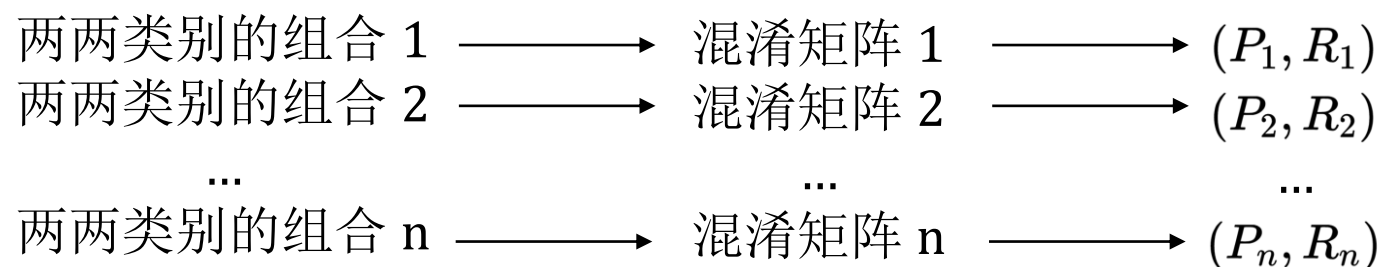 两两类别的组合 1 ⟶ 混淆矩阵 1 ⟶ (P₁, R₁)
两两类别的组合 2 ⟶ 混淆矩阵 2 ⟶ (P₂, R₂)
... ... ...
两两类别的组合 n ⟶ 混淆矩阵 n ⟶ (Pₙ, Rₙ)